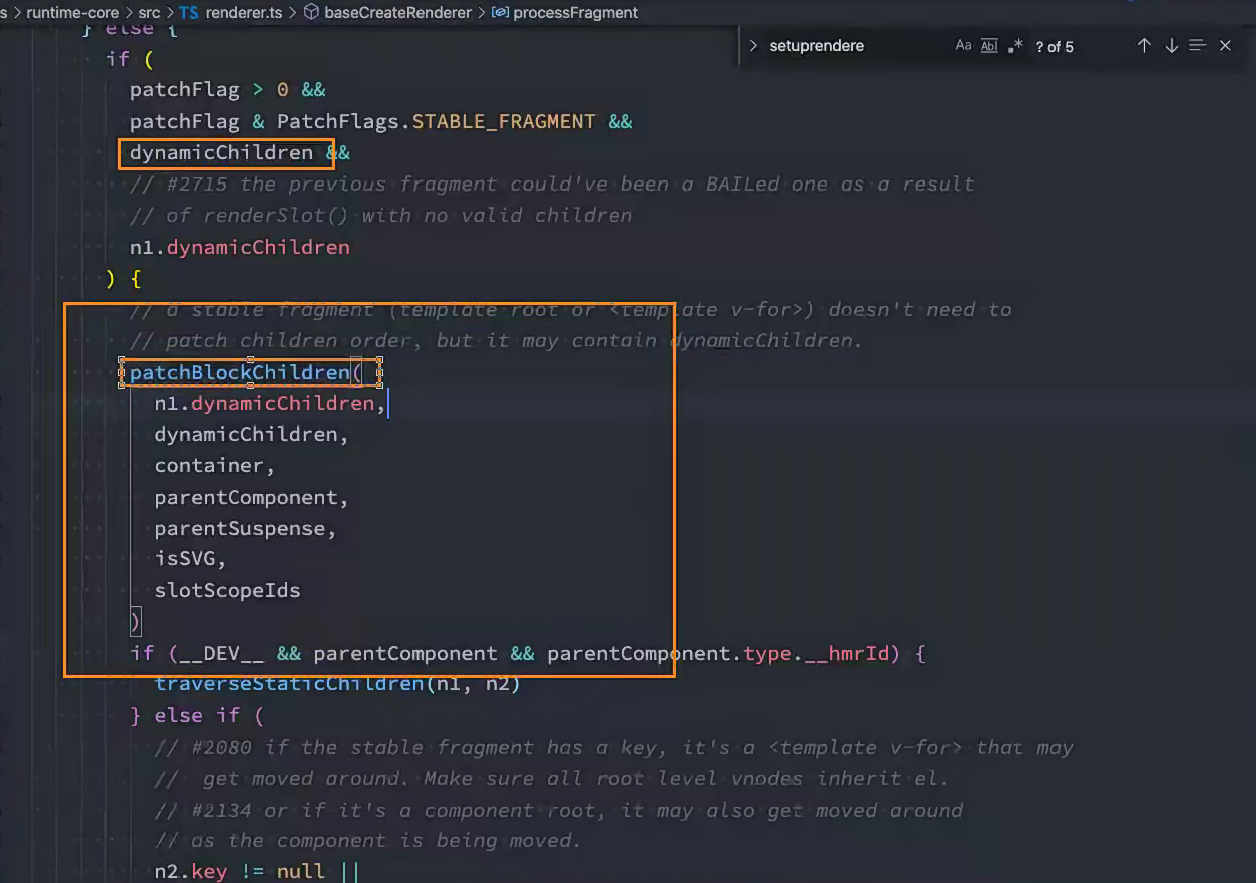 s > runtime-core > src > TS renderer.ts > baseCreateRenderer > processFragment
setuprendere Aa Abl .* ? of 5
} else {
if (
patchFlag > 0 &&
patchFlag & PatchFlags.STABLE_FRAGMENT &&
dynamicChildren &&
// #2715 the previous fragment could've been a BAILed one as a result
// of renderSlot() with no valid children
n1.dynamicChildren
) {
// a stable fragment (template root or <template v-for>) doesn't need to
// patch children order, but it may contain dynamicChildren.
patchBlockChildren(
n1.dynamicChildren,
dynamicChildren,
container,
parentComponent,
parentSuspense,
isSVG,
slotScopeIds
)
if (__DEV__ && parentComponent && parentComponent.type.__hmrId) {
traverseStaticChildren(n1, n2)
} else if (
// #2080 if the stable fragment has a key, it's a <template v-for> that may
// get moved around. Make sure all root level vnodes inherit el.
// #2134 or if it's a component root, it may also get moved around
// as the component is being moved.
n2.key != null ||